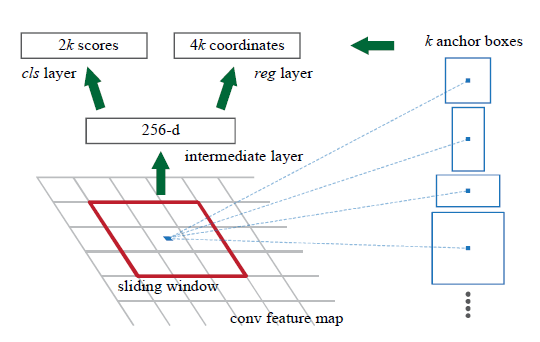 2k scores
4k coordinates
k anchor boxes
cls layer
reg layer
256-d
intermediate layer
sliding window
conv feature map